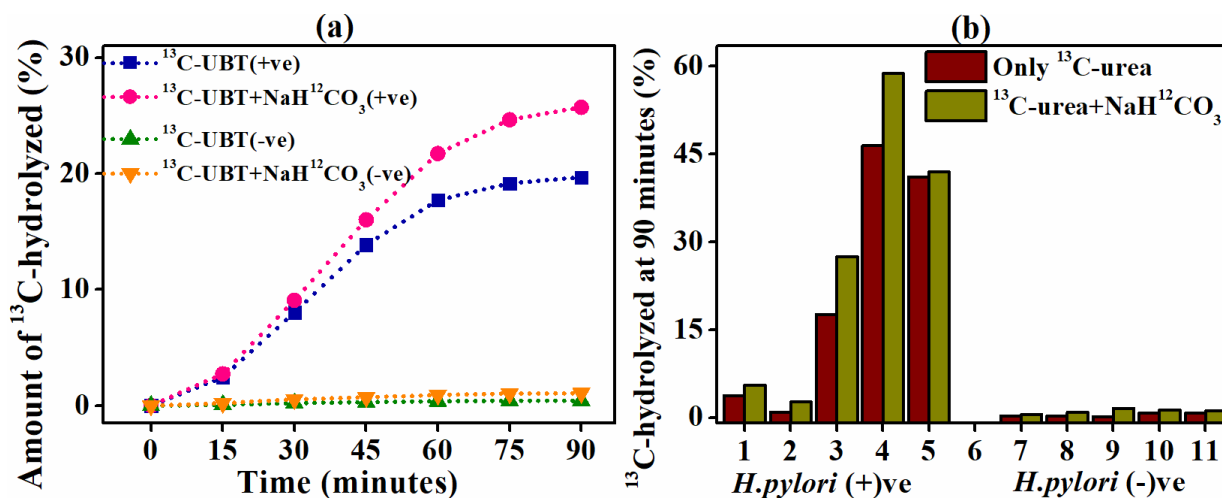 (a)
Amount of ¹³C-hydrolyzed (%)
30
20
10
0
¹³C-UBT(+ve)
¹³C-UBT+NaH¹²CO₃(+ve)
¹³C-UBT(-ve)
¹³C-UBT+NaH¹²CO₃(-ve)
0 15 30 45 60 75 90
Time (minutes)
(b)
¹³C-hydrolyzed at 90 minutes (%)
60
45
30
15
0
Only ¹³C-urea
¹³C-urea+NaH¹²CO₃
1 2 3 4 5 6 7 8 9 10 11
H.pylori (+)ve H.pylori (-)ve